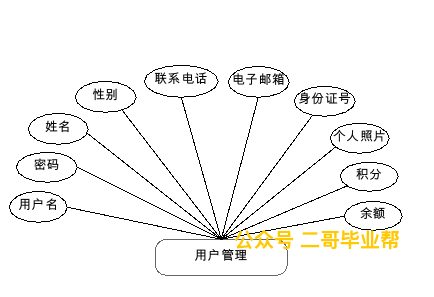 联系电话
电子邮箱
性别
身份证号
姓名
个人照片
密码
积分
用户名
余额
公众号 二哥毕业帮
用户管理